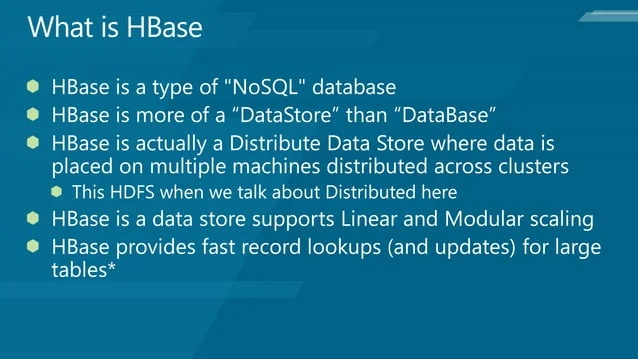 What is HBase
HBase is a type of "NoSQL" database
HBase is more of a “DataStore” than “DataBase”
HBase is actually a Distribute Data Store where data is
placed on multiple machines distributed across clusters
This HDFS when we talk about Distributed here
HBase is a data store supports Linear and Modular scaling
HBase provides fast record lookups (and updates) for large
tables*